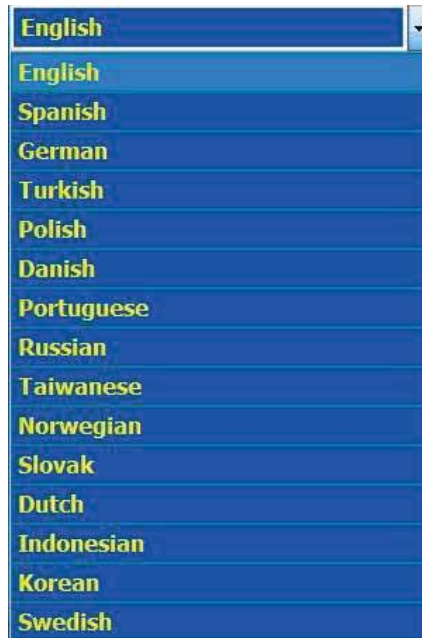 English
English
Spanish
German
Turkish
Polish
Danish
Portuguese
Russian
Taiwanese
Norwegian
Slovak
Dutch
Indonesian
Korean
Swedish